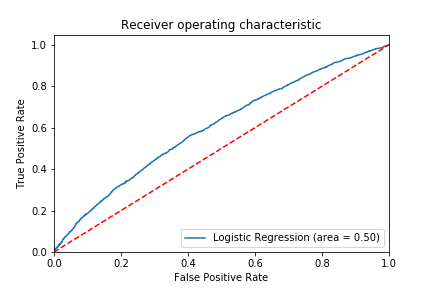 Receiver operating characteristic
1.0
0.8
0.6
0.4
0.2
0.0
True Positive Rate
Logistic Regression (area = 0.50)
0.0 0.2 0.4 0.6 0.8 1.0
False Positive Rate